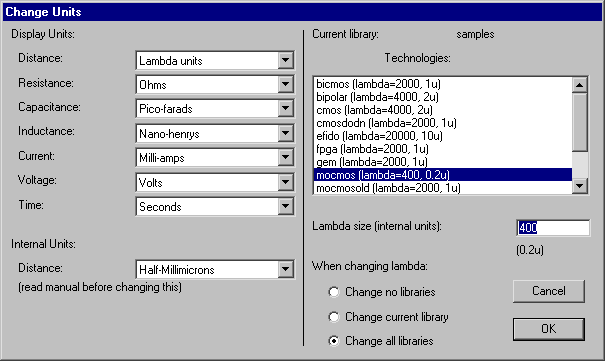 Change Units
Display Units:
Distance: Lambda units
Resistance: Ohms
Capacitance: Pico-farads
Inductance: Nano-henrys
Current: Milli-amps
Voltage: Volts
Time: Seconds
Internal Units:
Distance: Half-Millimicrons
(read manual before changing this)
Current library: samples
Technologies:
bicmos (lambda=2000, 1u)
bipolar (lambda=4000, 2u)
cmos (lambda=4000, 2u)
cmosdodn (lambda=2000, 1u)
efido (lambda=20000, 10u)
fpga (lambda=2000, 1u)
gem (lambda=2000, 1u)
mocmos (lambda=400, 0.2u)
mocmosold (lambda=2000, 1u)
Lambda size (internal units): 400
(0.2u)
When changing lambda:
Change no libraries
Change current library
Change all libraries
Cancel
OK